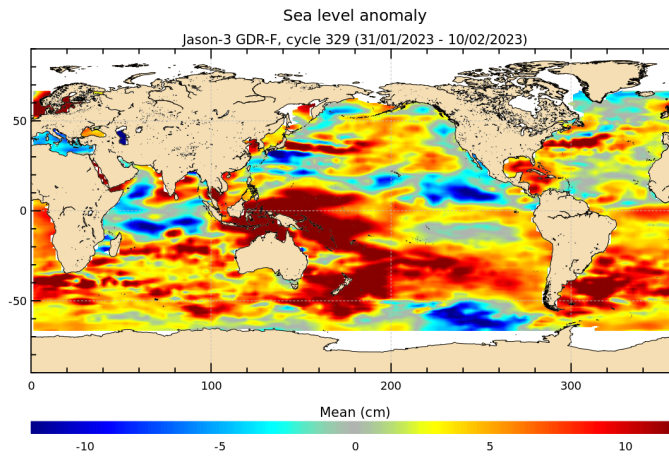 Sea level anomaly
Jason-3 GDR-F, cycle 329 (31/01/2023 - 10/02/2023)
50
0
-50
0 100 200 300
Mean (cm)
-10 -5 0 5 10